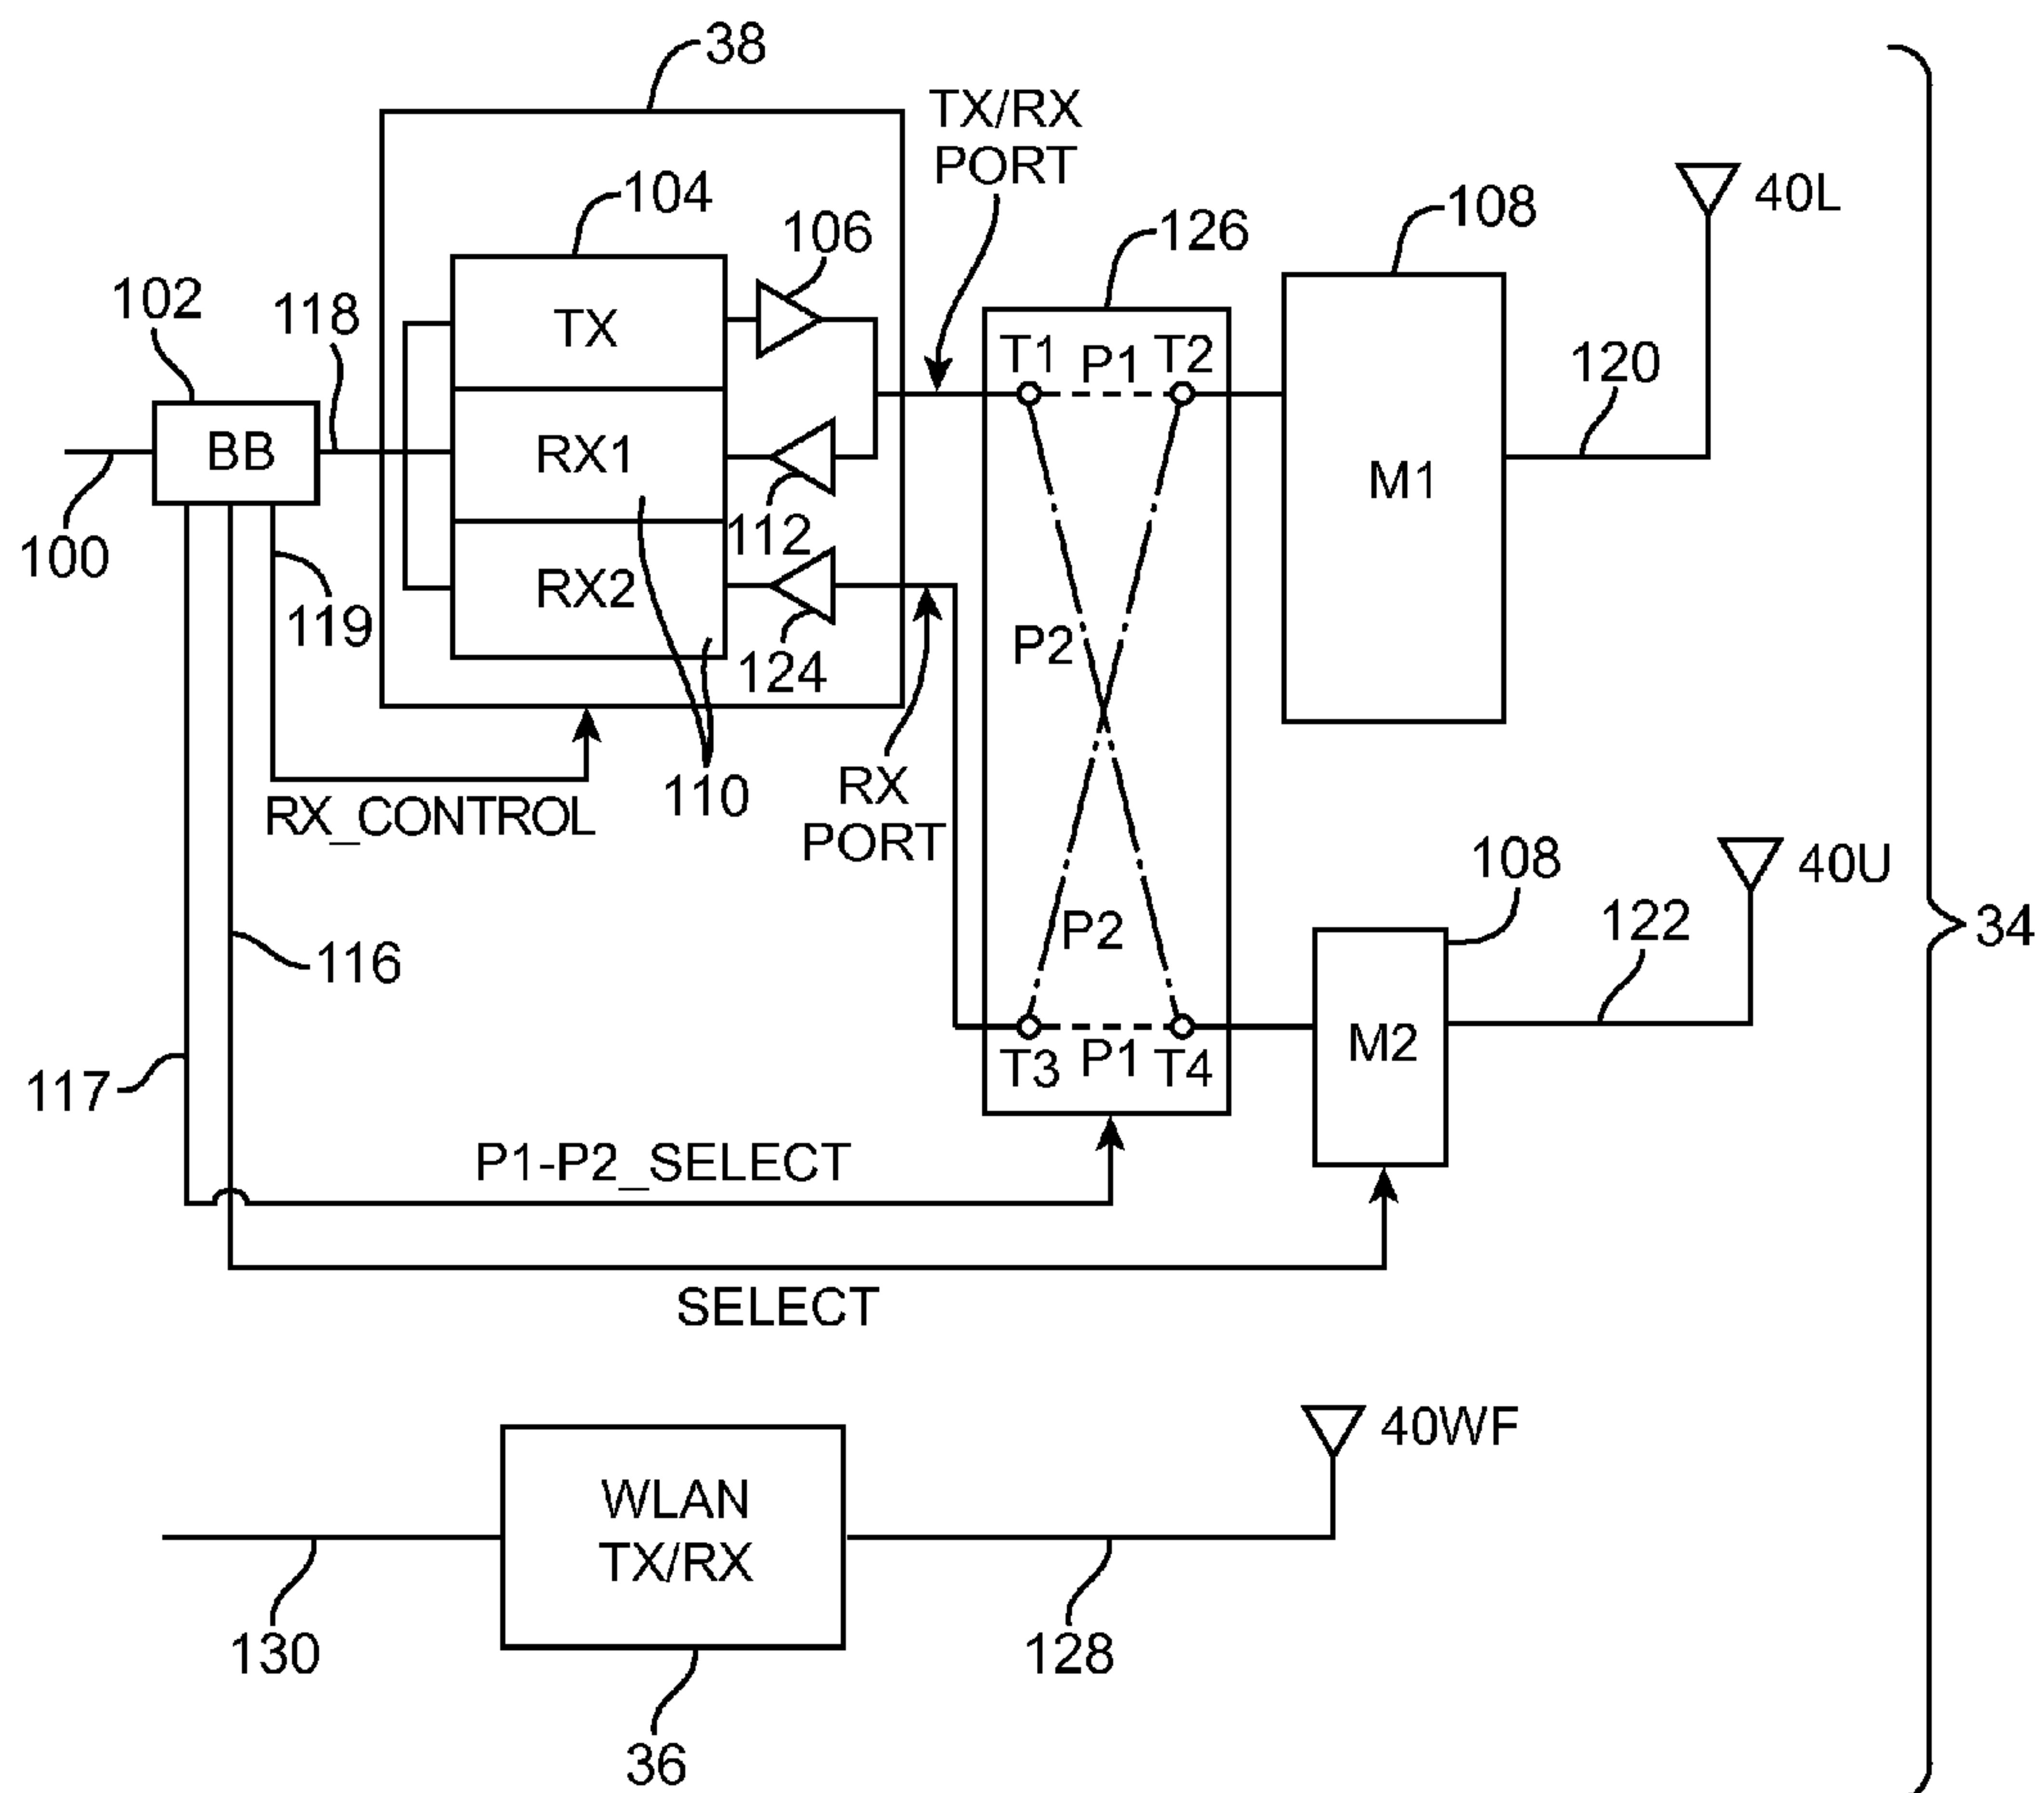 38
TX/RX
PORT
104
106
126
108
40L
102
118
TX
T1
P1
T2
120
BB
RX1
M1
100
112
119
RX2
124
P2
110
RX
PORT
RX_CONTROL
108
40U
116
P2
122
34
M2
117
T3
P1
T4
P1-P2_SELECT
SELECT
40WF
WLAN
TX/RX
130
128
36